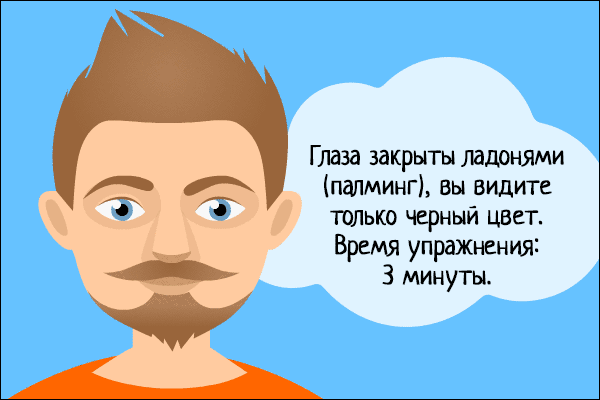 Глаза закрыты ладонями
(палминг), вы видите
только черный цвет.
Время упражнения:
3 минуты.